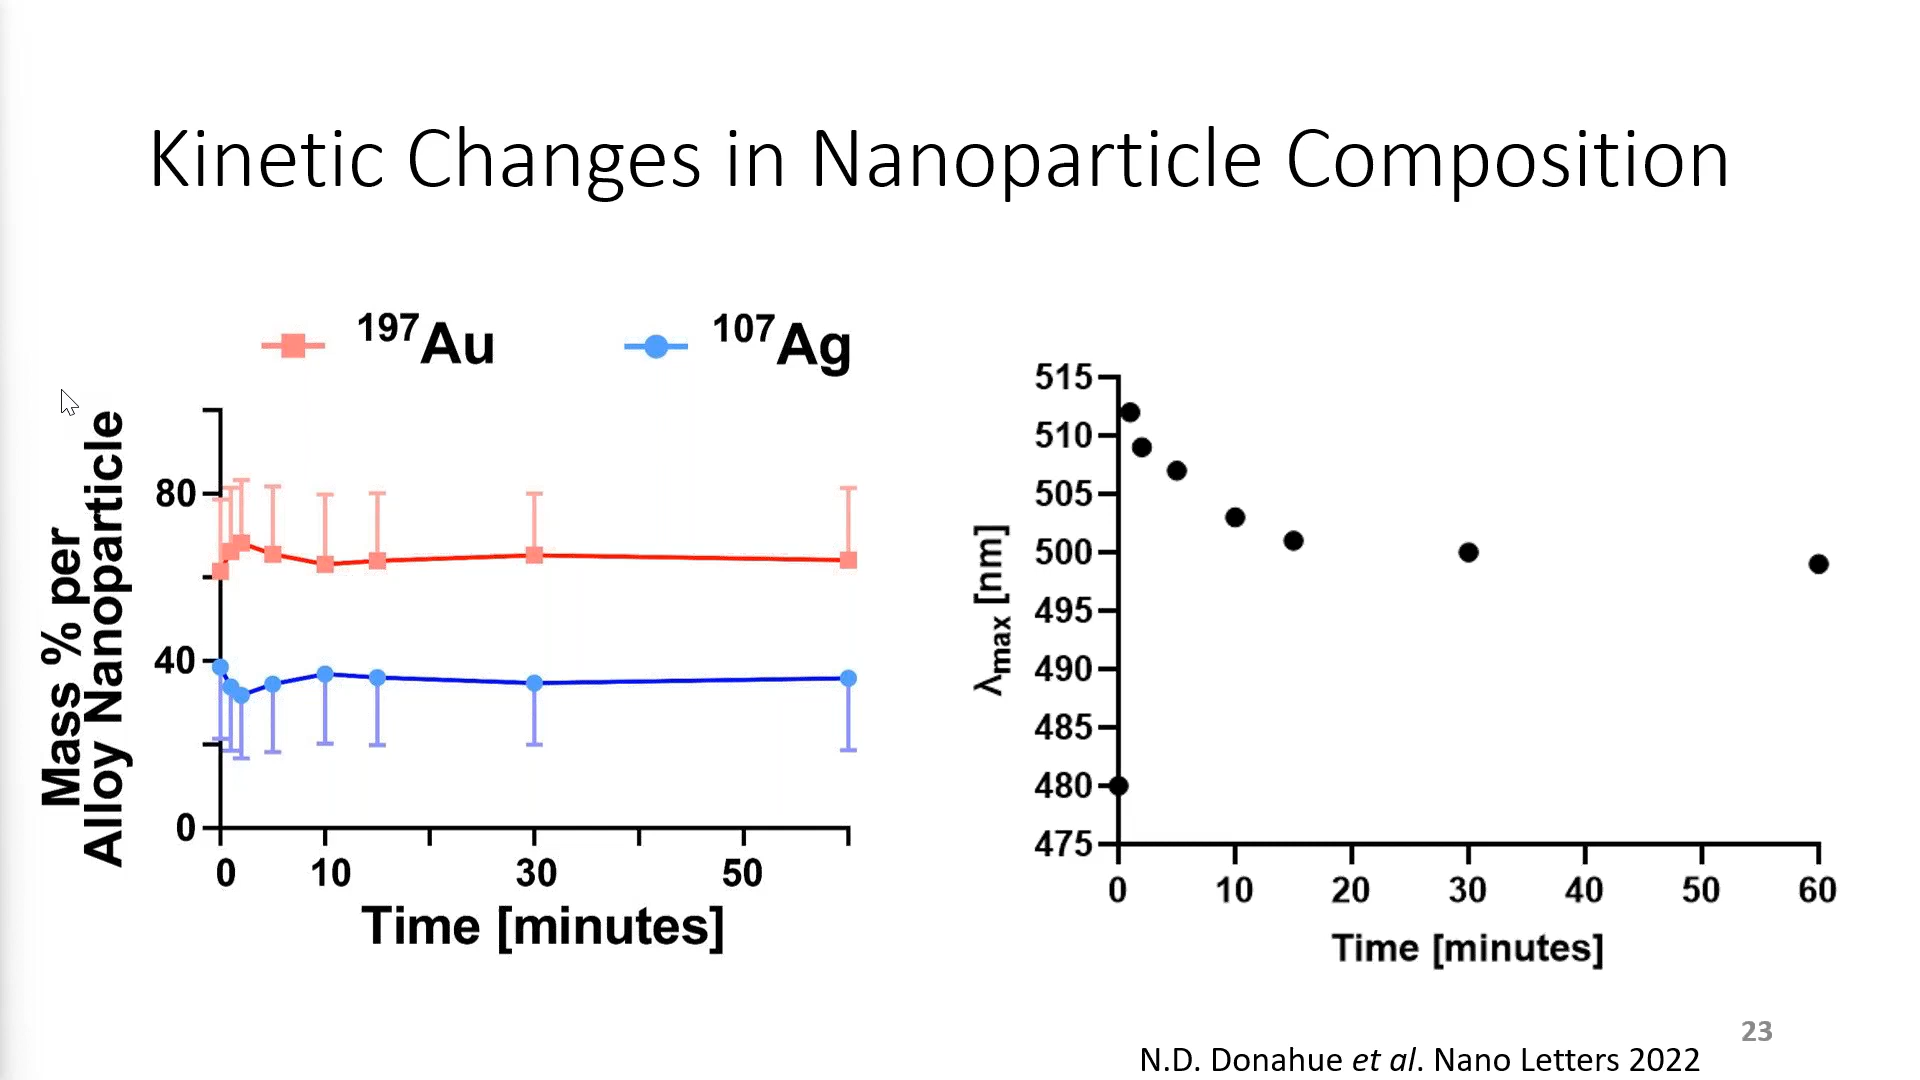 Kinetic Changes in Nanoparticle Composition
¹⁹⁷Au
¹⁰⁷Ag
Mass % per
Alloy Nanoparticle
80
40
0
0 10 30 50
Time [minutes]
515
510
505
500
495
490
485
480
475
λmax [nm]
0 10 20 30 40 50 60
Time [minutes]
23
N.D. Donahue et al. Nano Letters 2022